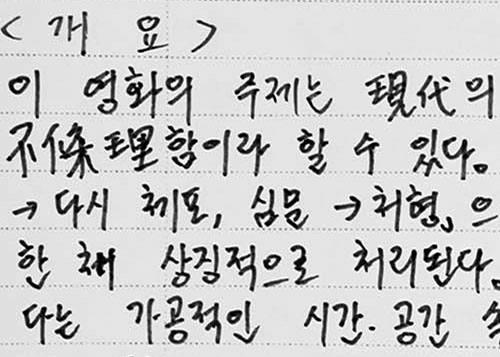 < 개 요 >
이 영화의 주제는 現代의
不條理함이라 할 수 있다.
→ 다시 체포, 심문 → 처형, 으
한 채 상징적으로 처리된다.
다는 가공적인 시간·공간 속